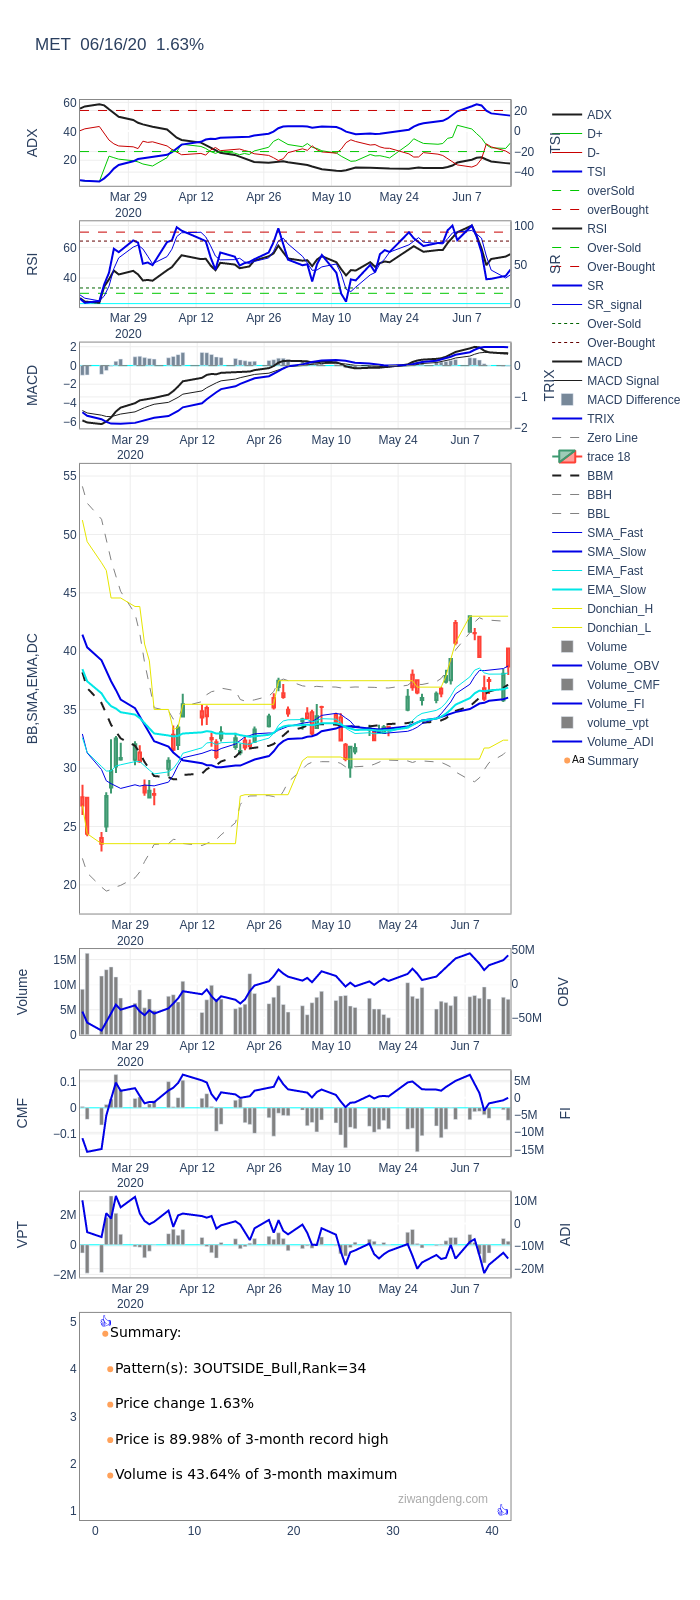 MET  06/16/20  1.63%
60
40
20
ADX
20
0
−20
−40
TSI
Mar 29
2020
Apr 12
Apr 26
May 10
May 24
Jun 7
60
40
RSI
100
50
0
SR
Mar 29
2020
Apr 12
Apr 26
May 10
May 24
Jun 7
2
0
−2
−4
−6
MACD
0
−1
−2
TRIX
Mar 29
2020
Apr 12
Apr 26
May 10
May 24
Jun 7
55
50
45
40
35
30
25
20
BB,SMA,EMA,DC
Mar 29
2020
Apr 12
Apr 26
May 10
May 24
Jun 7
15M
10M
5M
0
Volume
50M
0
−50M
OBV
Mar 29
2020
Apr 12
Apr 26
May 10
May 24
Jun 7
0.1
0
−0.1
CMF
5M
0
−5M
−10M
−15M
FI
Mar 29
2020
Apr 12
Apr 26
May 10
May 24
Jun 7
2M
0
−2M
VPT
10M
0
−10M
−20M
ADI
Mar 29
2020
Apr 12
Apr 26
May 10
May 24
Jun 7
5
4
3
2
1
Summary:
Pattern(s): 3OUTSIDE_Bull,Rank=34
Price change 1.63%
Price is 89.98% of 3-month record high
Volume is 43.64% of 3-month maximum
ziwangdeng.com
0
10
20
30
40
ADX
D+
D-
TSI
overSold
overBought
RSI
Over-Sold
Over-Bought
SR
SR_signal
Over-Sold
Over-Bought
MACD
MACD Signal
MACD Difference
TRIX
Zero Line
trace 18
BBM
BBH
BBL
SMA_Fast
SMA_Slow
EMA_Fast
EMA_Slow
Donchian_H
Donchian_L
Volume
Volume_OBV
Volume_CMF
Volume_FI
volume_vpt
Volume_ADI
Aa Summary